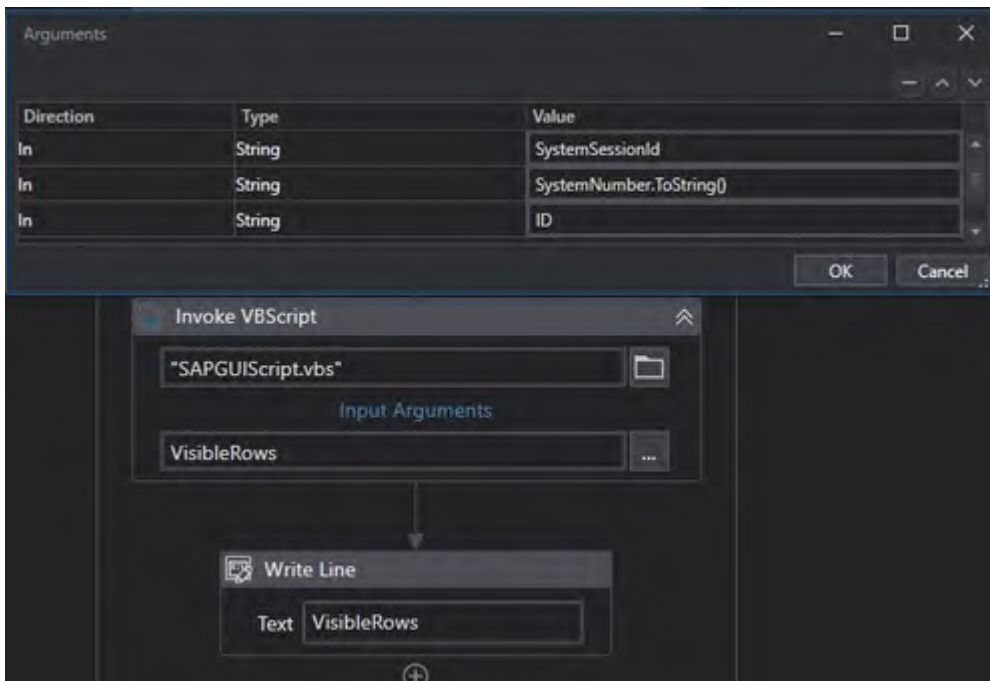 Arguments
Direction Type Value
In String SystemSessionId
In String SystemNumber.ToString()
In String ID
OK Cancel
Invoke VBScript
"SAPGUIScript.vbs"
Input Arguments
VisibleRows ...
Write Line
Text VisibleRows